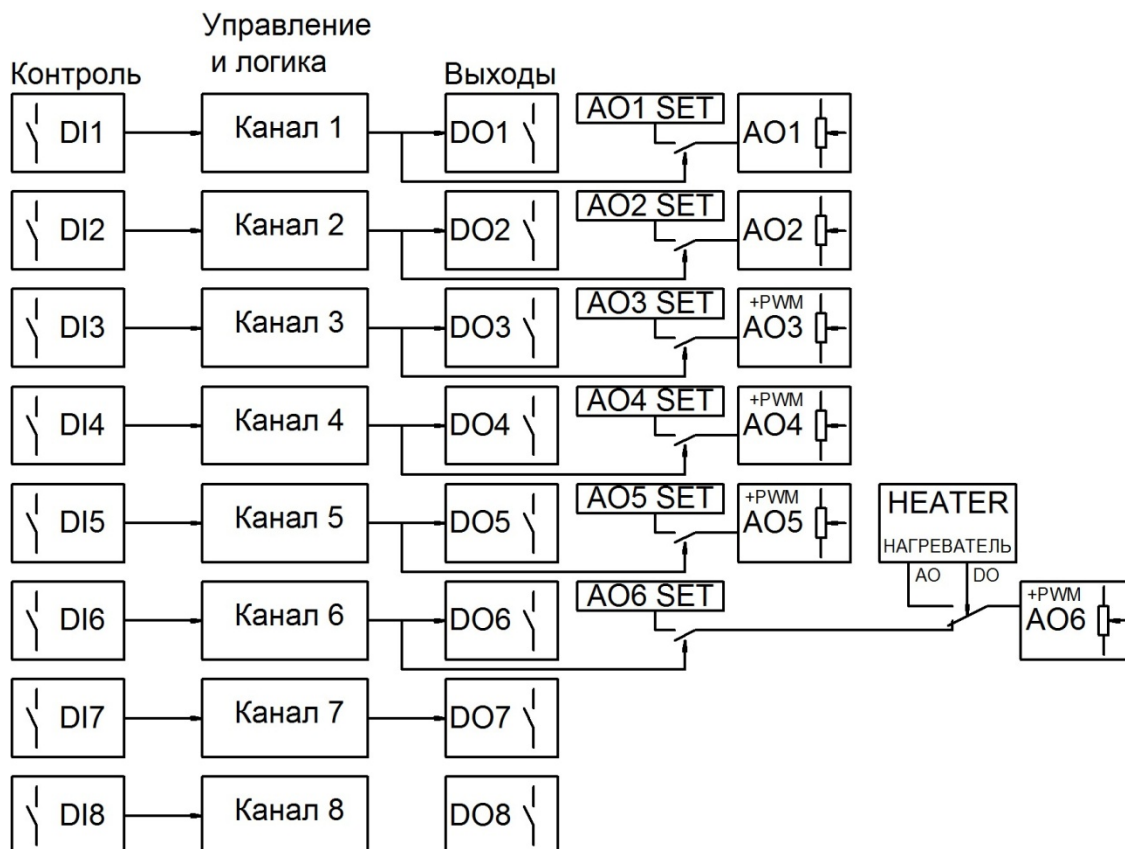 Управление
и логика
Контроль
Выходы
DI1
Канал 1
DO1
AO1 SET
AO1
DI2
Канал 2
DO2
AO2 SET
AO2
DI3
Канал 3
DO3
AO3 SET
+PWM
AO3
DI4
Канал 4
DO4
AO4 SET
+PWM
AO4
DI5
Канал 5
DO5
AO5 SET
+PWM
AO5
HEATER
НАГРЕВАТЕЛЬ
AO
DO
DI6
Канал 6
DO6
AO6 SET
+PWM
AO6
DI7
Канал 7
DO7
DI8
Канал 8
DO8